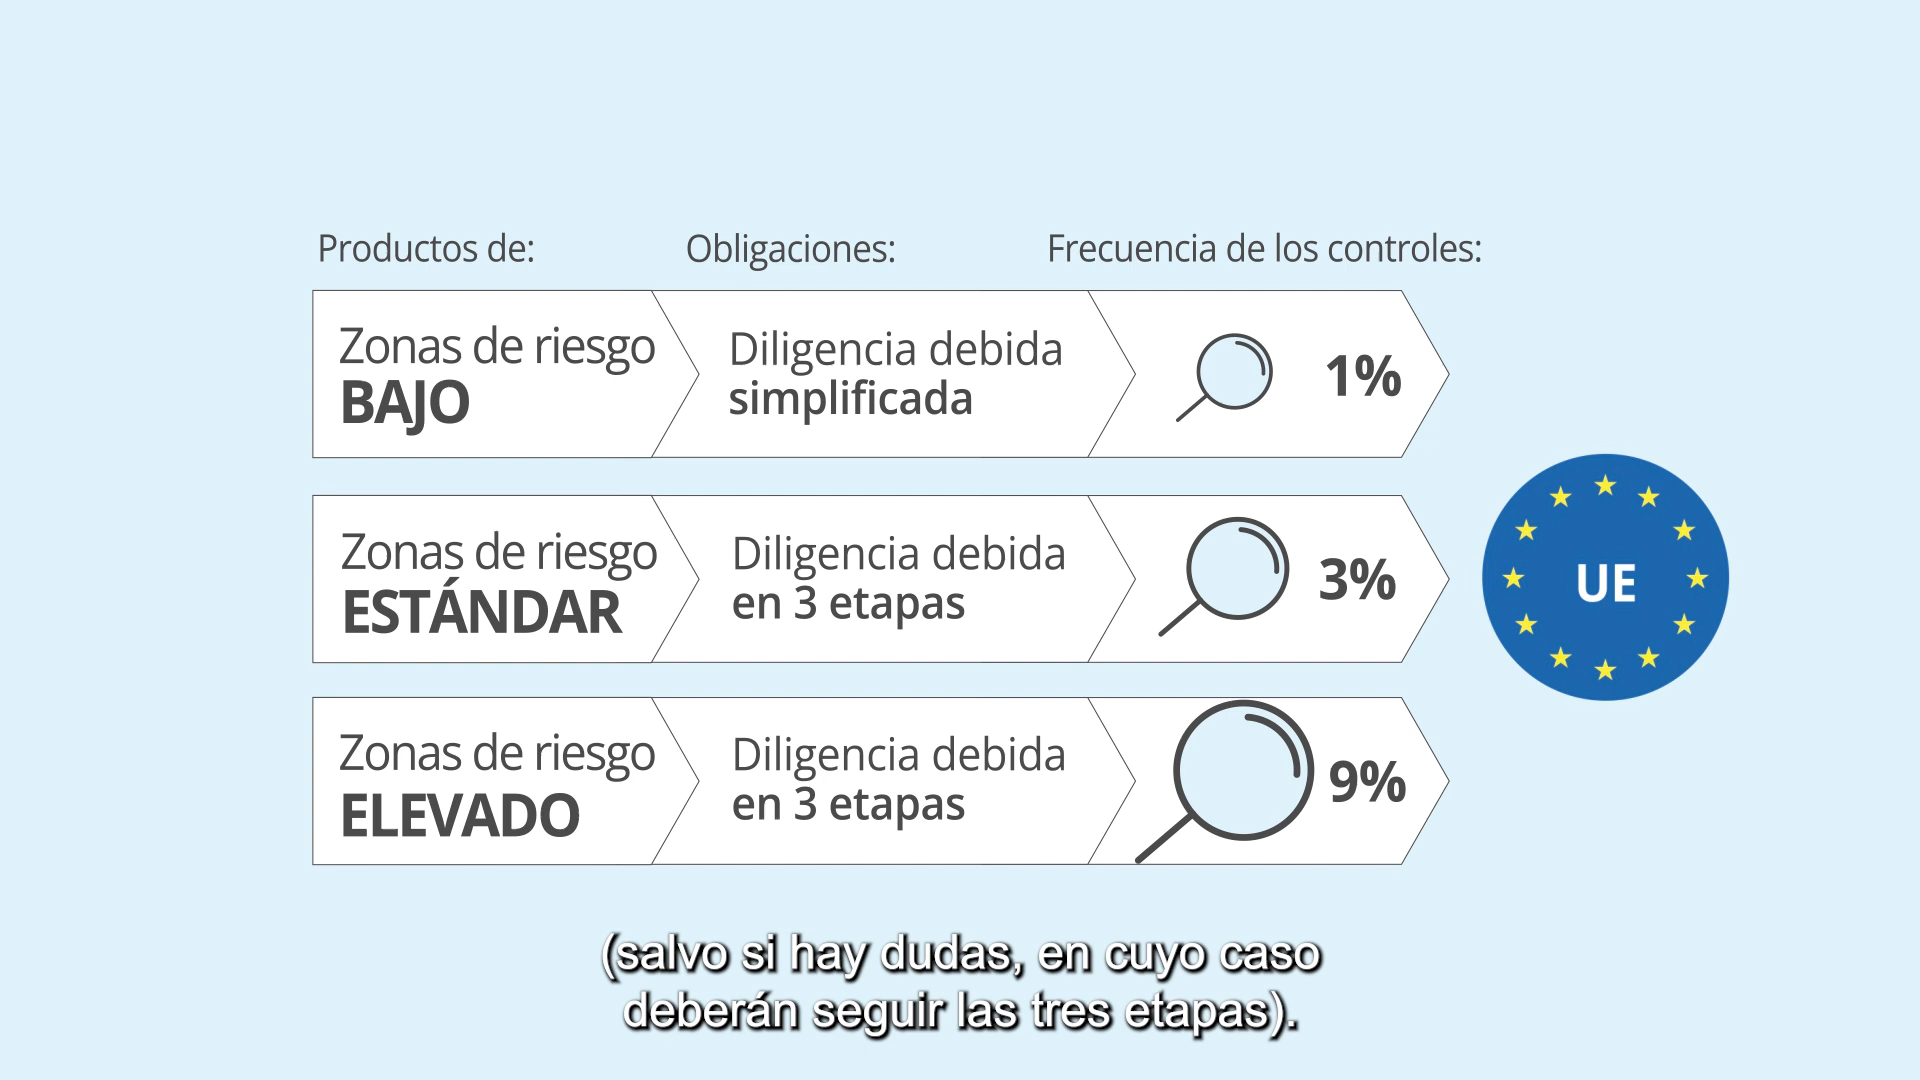 Productos de:
Obligaciones:
Frecuencia de los controles:
Zonas de riesgo
BAJO
Diligencia debida
simplificada
1%
Zonas de riesgo
ESTÁNDAR
Diligencia debida
en 3 etapas
3%
UE
Zonas de riesgo
ELEVADO
Diligencia debida
en 3 etapas
9%
(salvo si hay dudas, en cuyo caso
deberán seguir las tres etapas).